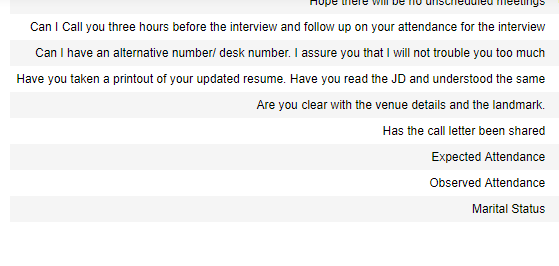 Hope there will be no unscheduled meetings
Can I Call you three hours before the interview and follow up on your attendance for the interview
Can I have an alternative number/ desk number. I assure you that I will not trouble you too much
Have you taken a printout of your updated resume. Have you read the JD and understood the same
Are you clear with the venue details and the landmark.
Has the call letter been shared
Expected Attendance
Observed Attendance
Marital Status